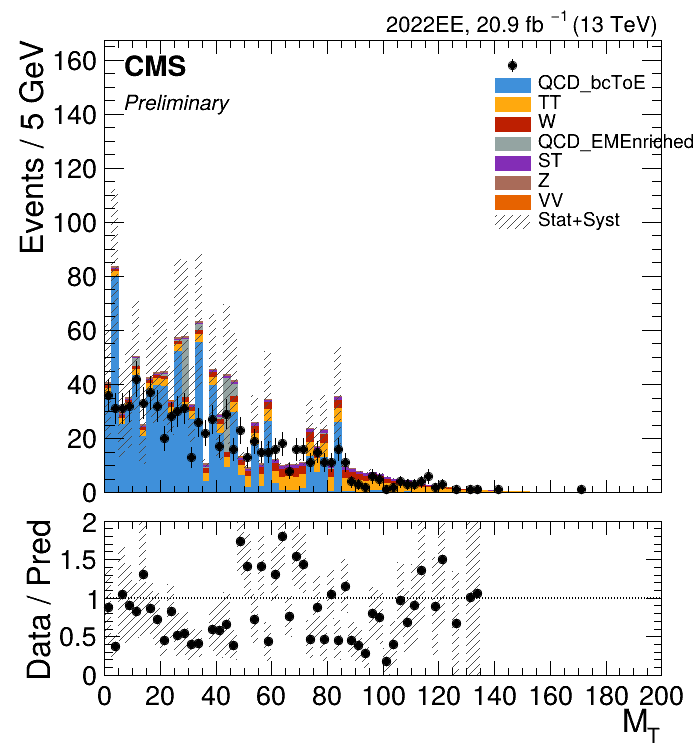 2022EE, 20.9 fb⁻¹ (13 TeV)
Events / 5 GeV
160
140
120
100
80
60
40
20
0
CMS
Preliminary
QCD_bcToE
TT
W
QCD_EMEnriched
ST
Z
VV
Stat+Syst
Data / Pred
2
1.5
1
0.5
0
0 20 40 60 80 100 120 140 160 180 200
M_T